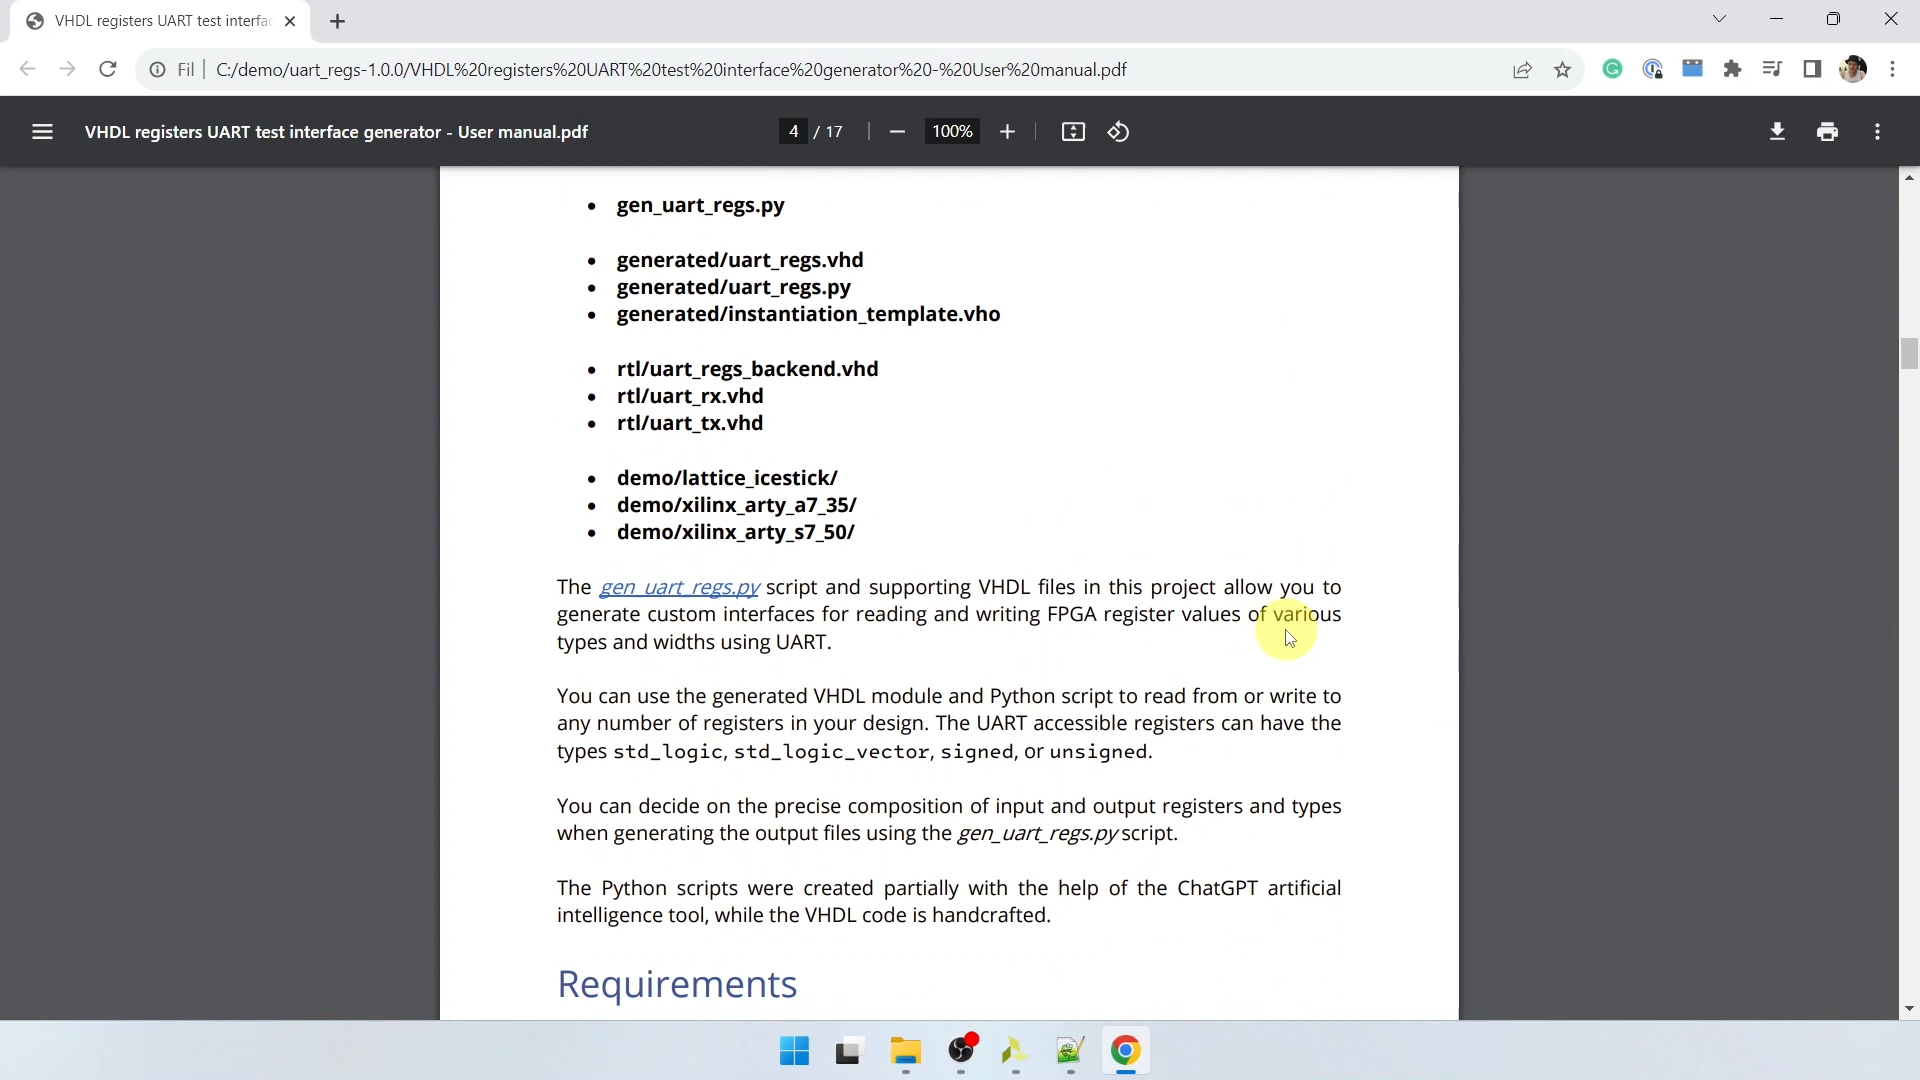 VHDL registers UART test interfac
Fil
C:/demo/uart_regs-1.0.0/VHDL%20registers%20UART%20test%20interface%20generator%20-%20User%20manual.pdf
VHDL registers UART test interface generator - User manual.pdf
4 / 17
100%
• gen_uart_regs.py
• generated/uart_regs.vhd
• generated/uart_regs.py
• generated/instantiation_template.vho
• rtl/uart_regs_backend.vhd
• rtl/uart_rx.vhd
• rtl/uart_tx.vhd
• demo/lattice_icestick/
• demo/xilinx_arty_a7_35/
• demo/xilinx_arty_s7_50/
The gen_uart_regs.py script and supporting VHDL files in this project allow you to
generate custom interfaces for reading and writing FPGA register values of various
types and widths using UART.
You can use the generated VHDL module and Python script to read from or write to
any number of registers in your design. The UART accessible registers can have the
types std_logic, std_logic_vector, signed, or unsigned.
You can decide on the precise composition of input and output registers and types
when generating the output files using the gen_uart_regs.py script.
The Python scripts were created partially with the help of the ChatGPT artificial
intelligence tool, while the VHDL code is handcrafted.
Requirements